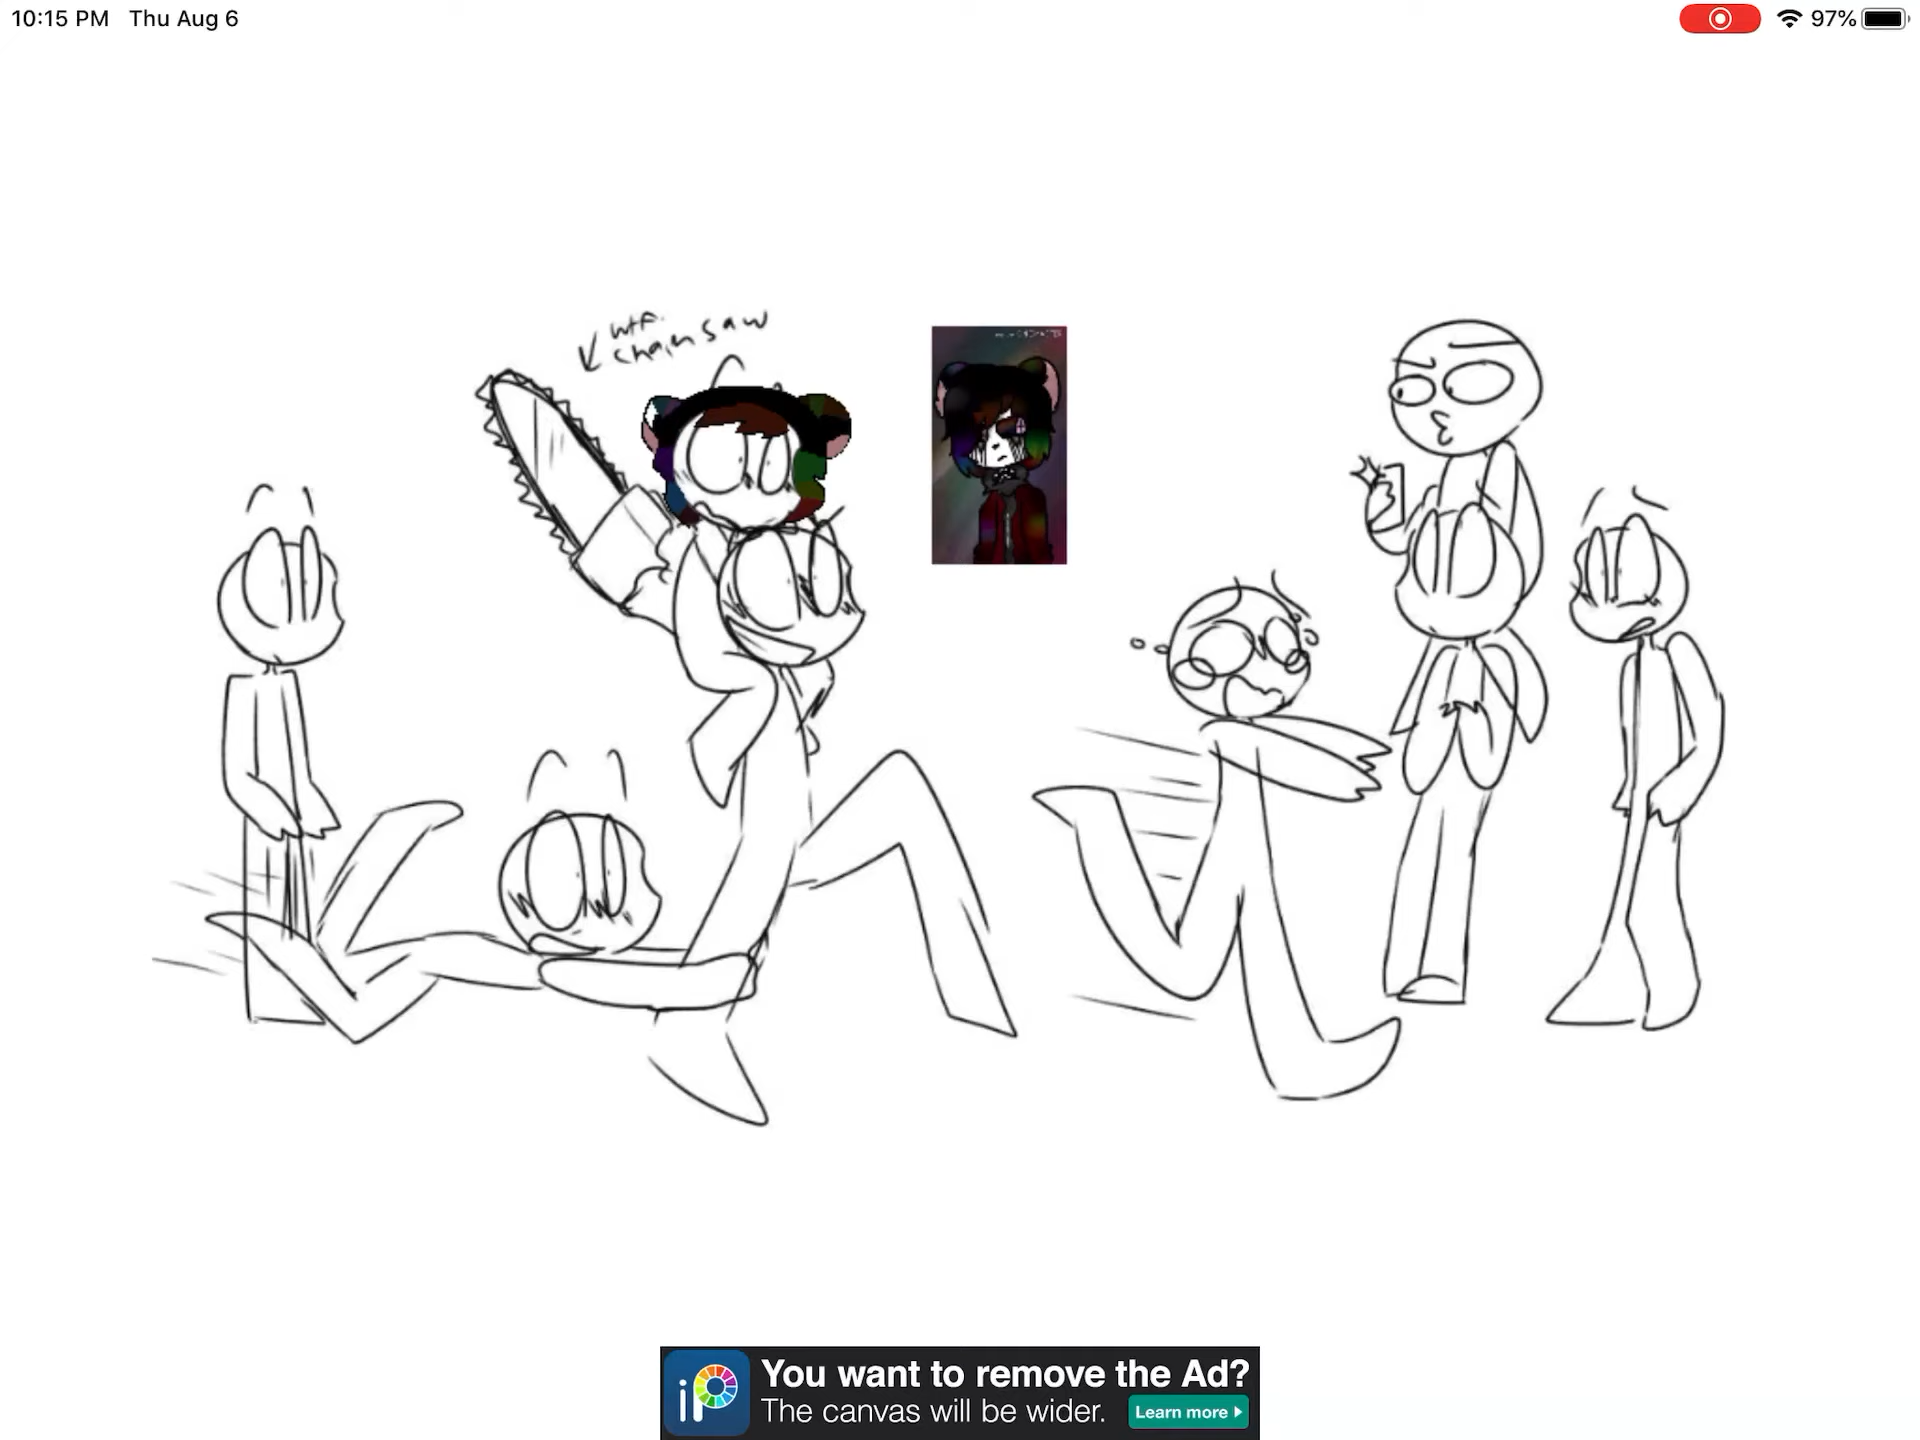 10:15 PM Thu Aug 6
97%
wtf.
chainsaw
iP
You want to remove the Ad?
The canvas will be wider.
Learn more